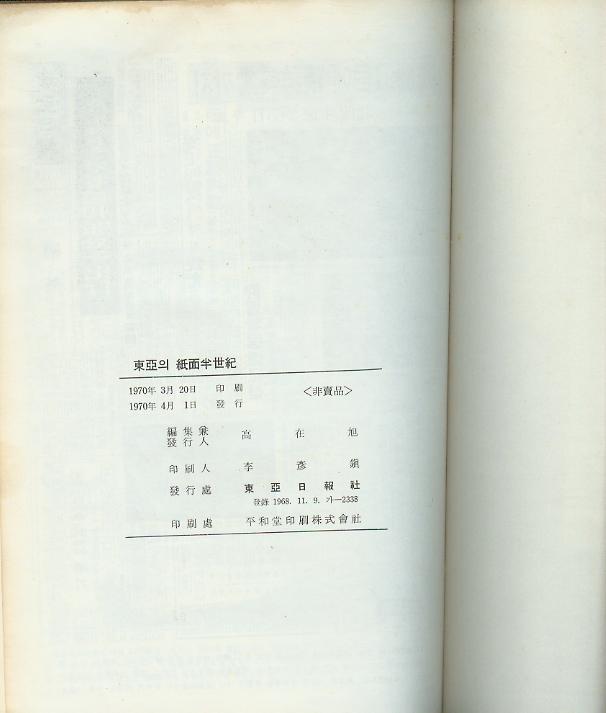 東亞의 紙面半世紀
1970年 3月 20日 印刷 <非賣品>
1970年 4月 1日 發行
編集兼
發行人 高在旭
印刷人 李彥鎭
發行處 東亞日報社
登錄 1968. 11. 9. 가—2338
印刷處 平和堂印刷株式會社